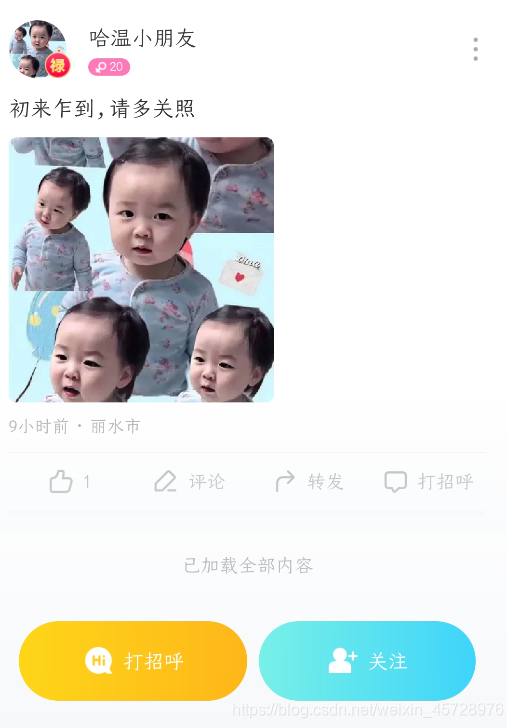 哈温小朋友
禄
20
初来乍到,请多关照
9小时前·丽水市
1 评论 转发 打招呼
已加载全部内容
Hi 打招呼 关注
https://blog.csdn.net/weixin_45728976